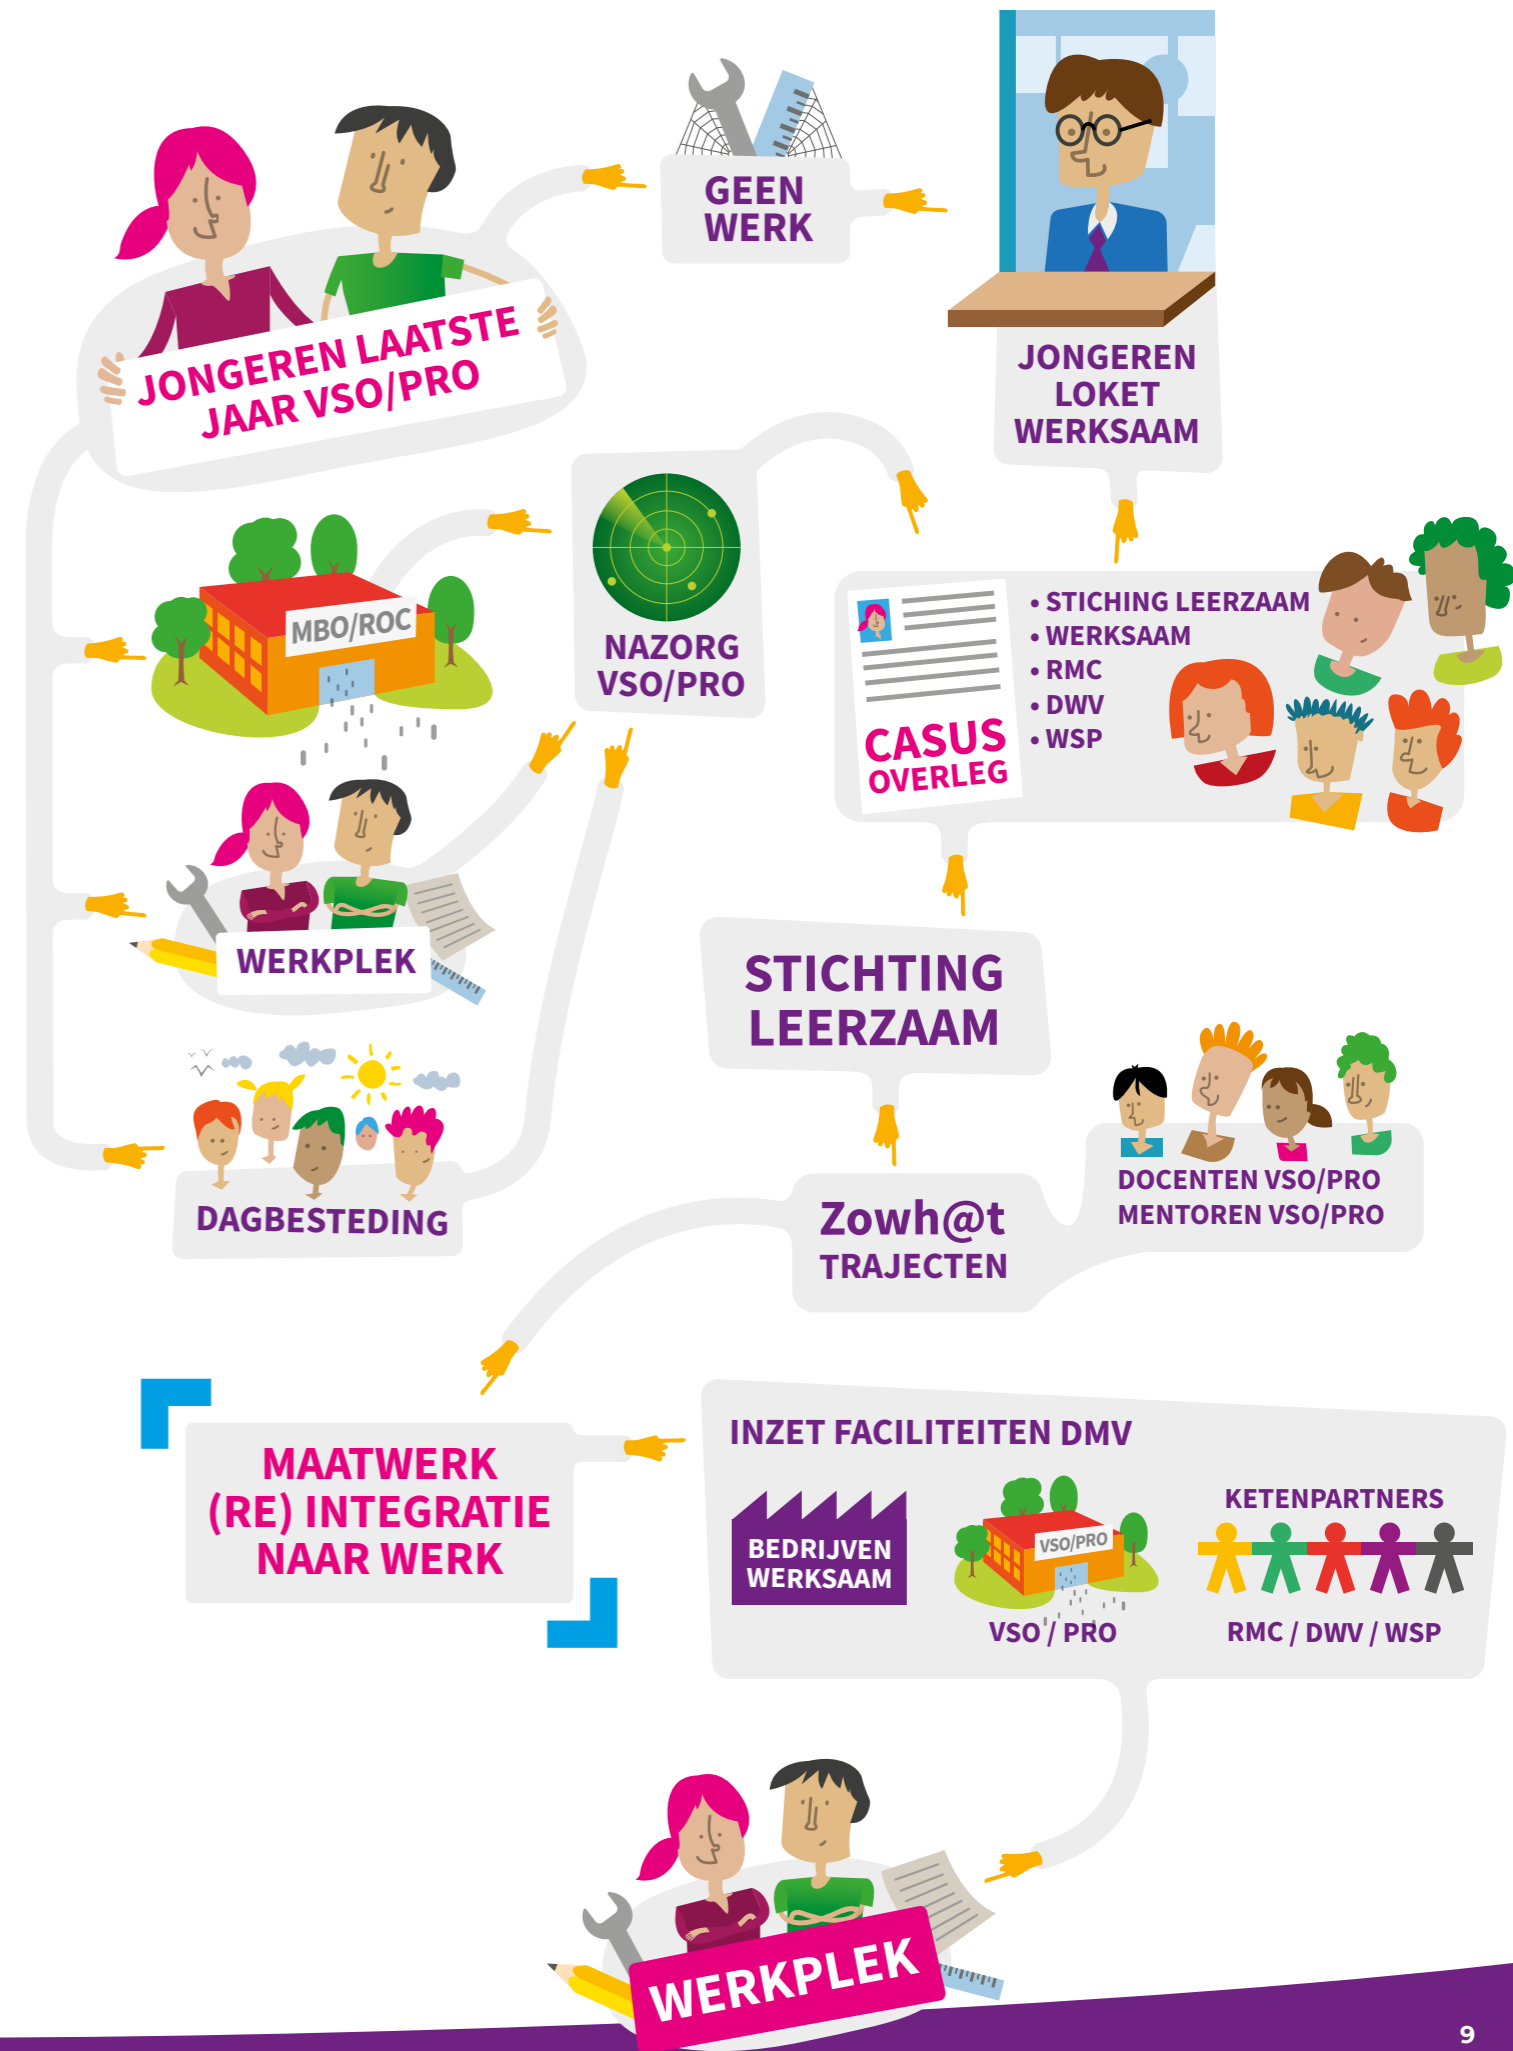 GEEN
WERK
JONGEREN LAATSTE
JAAR VSO/PRO
JONGEREN
LOKET
WERKSAAM
MBO/ROC
NAZORG
VSO/PRO
CASUS
OVERLEG
• STICHING LEERZAAM
• WERKSAAM
• RMC
• DWV
• WSP
WERKPLEK
STICHTING
LEERZAAM
DAGBESTEDING
Zowh@t
TRAJECTEN
DOCENTEN VSO/PRO
MENTOREN VSO/PRO
MAATWERK
(RE) INTEGRATIE
NAAR WERK
INZET FACILITEITEN DMV
BEDRIJVEN
WERKSAAM
VSO/PRO
VSO / PRO
KETENPARTNERS
RMC / DWV / WSP
WERKPLEK
9